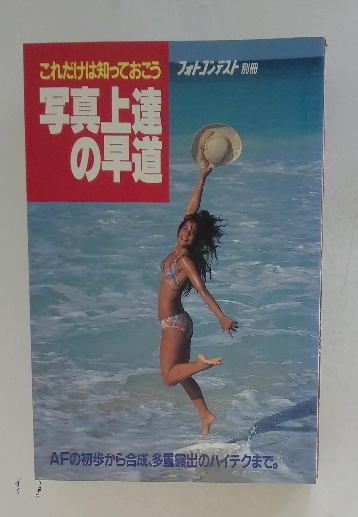 これだけは知っておこう
フォトコンテスト別冊
写真上達
の早道
AFの初歩から合成、多重露出のハイテクまで。